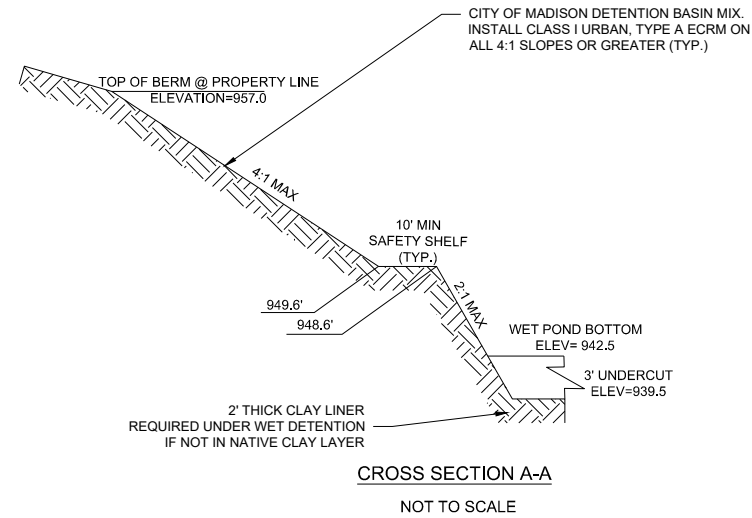 CITY OF MADISON DETENTION BASIN MIX.
INSTALL CLASS I URBAN, TYPE A ECRM ON
ALL 4:1 SLOPES OR GREATER (TYP.)
TOP OF BERM @ PROPERTY LINE
ELEVATION=957.0
4:1 MAX
10' MIN
SAFETY SHELF
(TYP.)
949.6'
948.6'
2:1 MAX
WET POND BOTTOM
ELEV= 942.5
3' UNDERCUT
ELEV=939.5
2' THICK CLAY LINER
REQUIRED UNDER WET DETENTION
IF NOT IN NATIVE CLAY LAYER
CROSS SECTION A-A
NOT TO SCALE